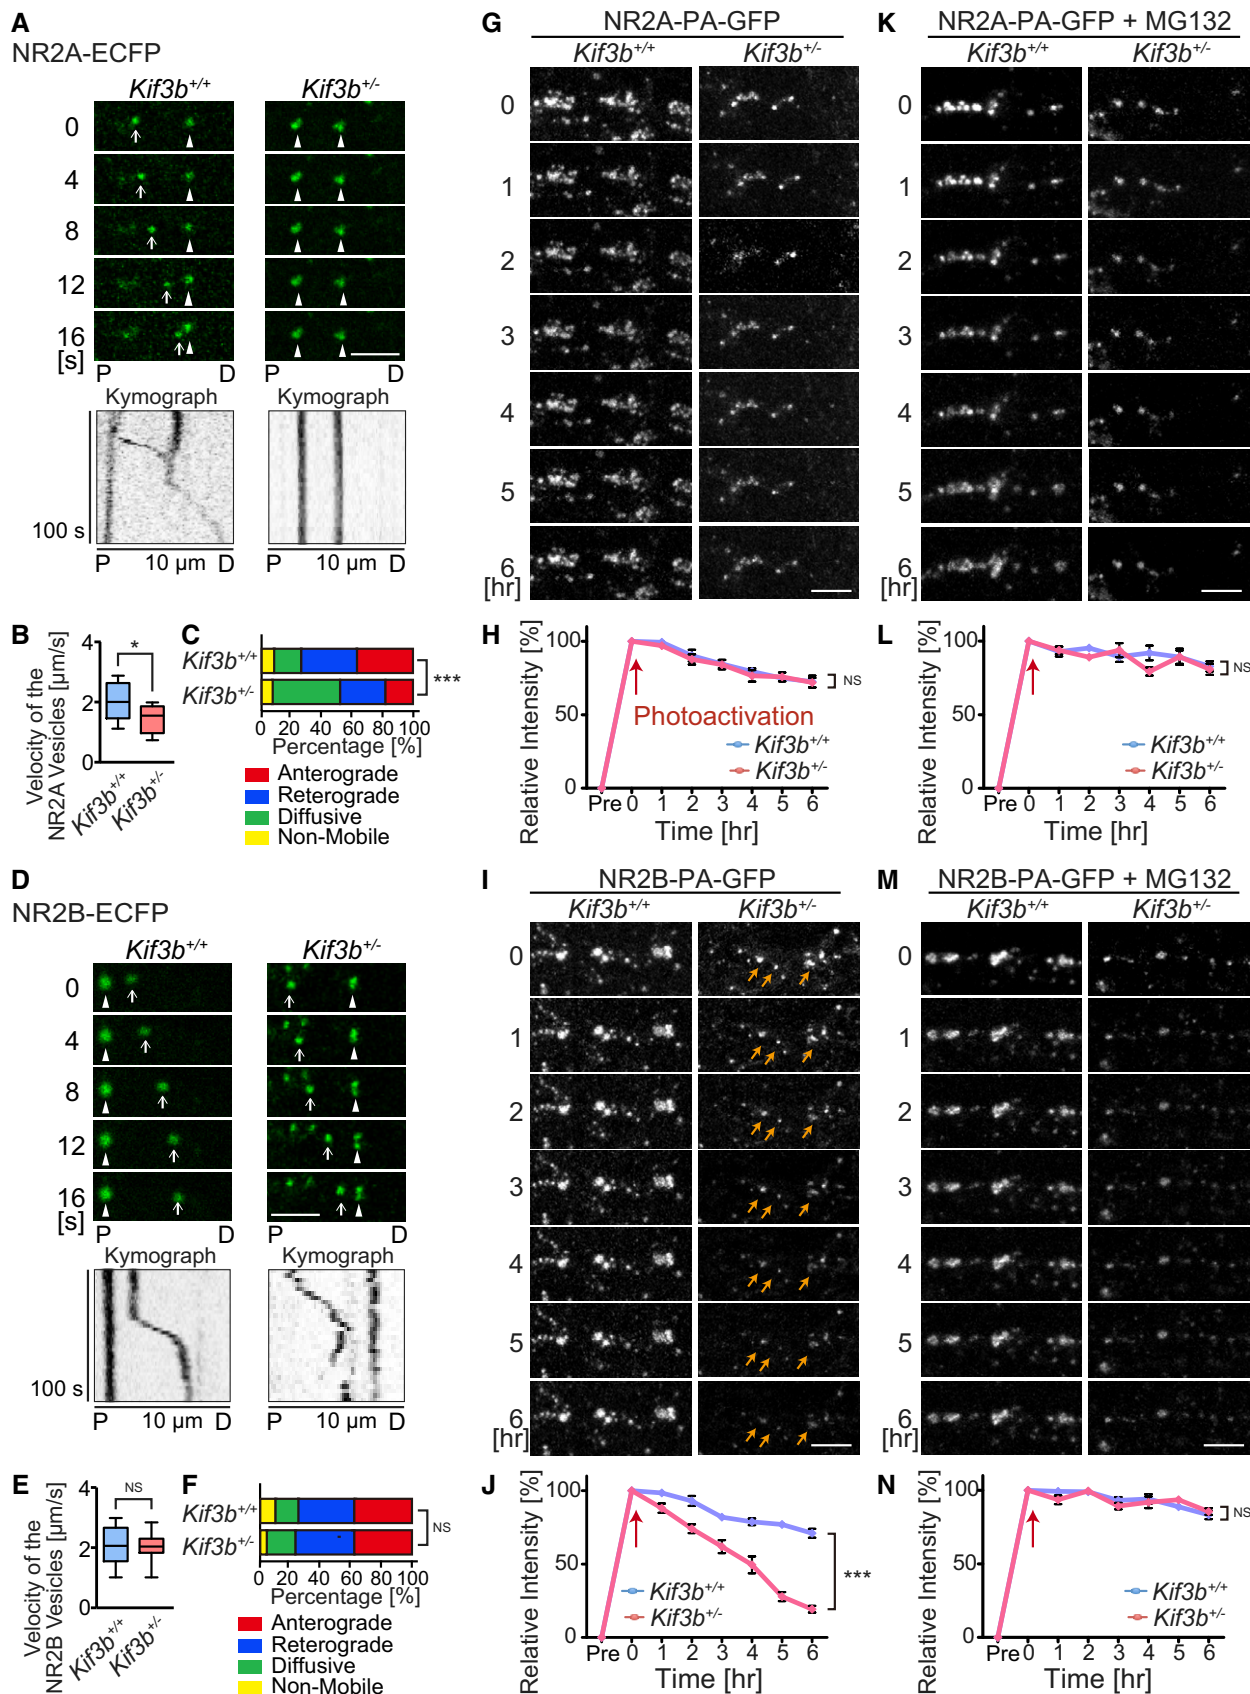 A
NR2A-ECFP
Kif3b+/+ Kif3b+/-
0
4
8
12
16
[s]
P D P D
Kymograph Kymograph
100 s
P 10 µm D P 10 µm D
B
Velocity of the
NR2A Vesicles [µm/s]
4
2
0
*
Kif3b+/+ Kif3b+/-
C
Kif3b+/+
Kif3b+/-
***
0 20 40 60 80 100
Percentage [%]
Anterograde
Reterograde
Diffusive
Non-Mobile
D
NR2B-ECFP
Kif3b+/+ Kif3b+/-
0
4
8
12
16
[s]
P D P D
Kymograph Kymograph
100 s
P 10 µm D P 10 µm D
E
Velocity of the
NR2B Vesicles [µm/s]
4
2
0
NS
Kif3b+/+ Kif3b+/-
F
Kif3b+/+
Kif3b+/-
NS
0 20 40 60 80 100
Percentage [%]
Anterograde
Reterograde
Diffusive
Non-Mobile
G NR2A-PA-GFP
Kif3b+/+ Kif3b+/-
0
1
2
3
4
5
6
[hr]
H
Relative Intensity [%]
100
50
0
Photoactivation
NS
Kif3b+/+
Kif3b+/-
Pre 0 1 2 3 4 5 6
Time [hr]
I NR2B-PA-GFP
Kif3b+/+ Kif3b+/-
0
1
2
3
4
5
6
[hr]
J
Relative Intensity [%]
100
50
0
***
Kif3b+/+
Kif3b+/-
Pre 0 1 2 3 4 5 6
Time [hr]
K NR2A-PA-GFP + MG132
Kif3b+/+ Kif3b+/-
0
1
2
3
4
5
6
[hr]
L
Relative Intensity [%]
100
50
0
NS
Kif3b+/+
Kif3b+/-
Pre 0 1 2 3 4 5 6
Time [hr]
M NR2B-PA-GFP + MG132
Kif3b+/+ Kif3b+/-
0
1
2
3
4
5
6
[hr]
N
Relative Intensity [%]
100
50
0
NS
Kif3b+/+
Kif3b+/-
Pre 0 1 2 3 4 5 6
Time [hr]